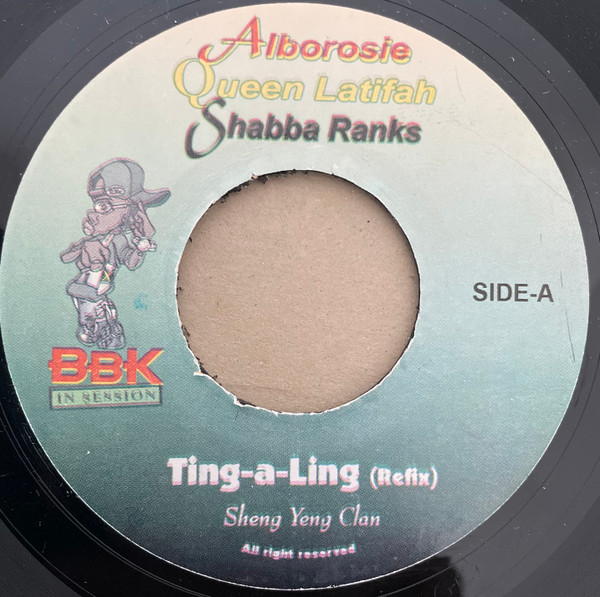 Alborosie
Queen Latifah
Shabba Ranks
SIDE-A
BBK
IN SESSION
Ting-a-Ling (Refix)
Sheng Yeng Clan
All right reserved